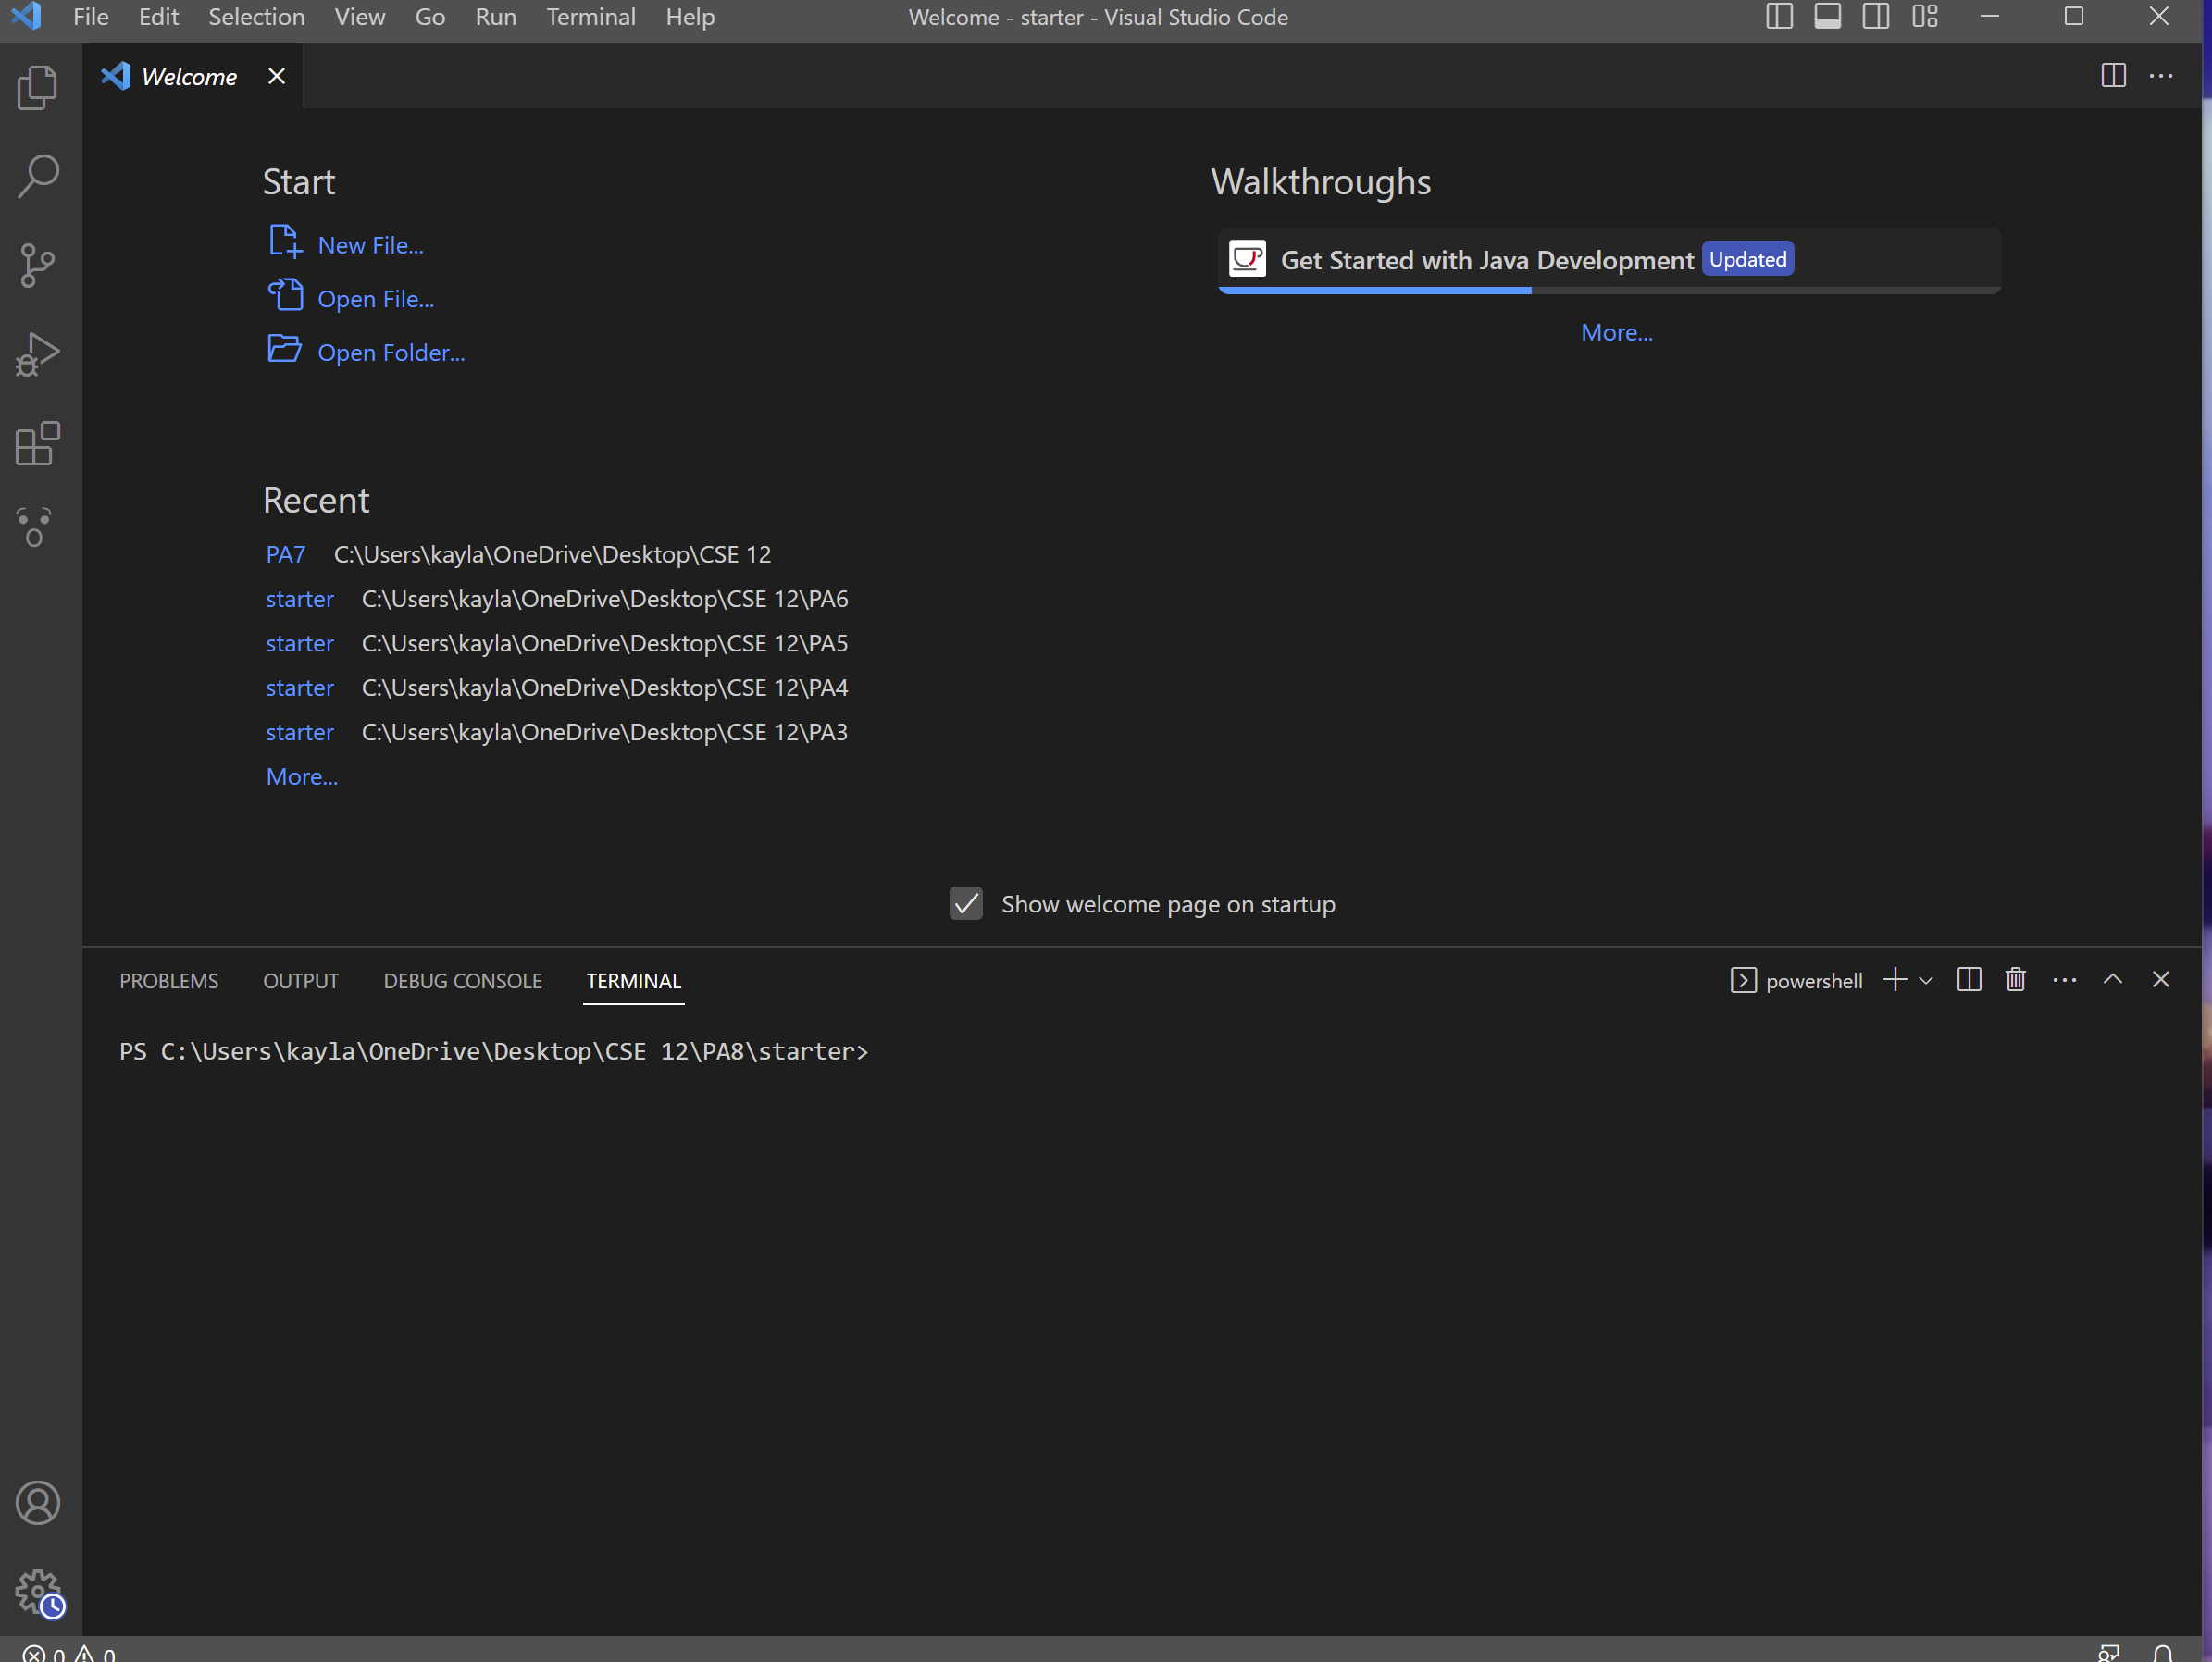 File Edit Selection View Go Run Terminal Help Welcome - starter - Visual Studio Code
Welcome
Start
New File...
Open File...
Open Folder...
Walkthroughs
Get Started with Java Development Updated
More...
Recent
PA7 C:\Users\kayla\OneDrive\Desktop\CSE 12
starter C:\Users\kayla\OneDrive\Desktop\CSE 12\PA6
starter C:\Users\kayla\OneDrive\Desktop\CSE 12\PA5
starter C:\Users\kayla\OneDrive\Desktop\CSE 12\PA4
starter C:\Users\kayla\OneDrive\Desktop\CSE 12\PA3
More...
Show welcome page on startup
PROBLEMS OUTPUT DEBUG CONSOLE TERMINAL powershell
PS C:\Users\kayla\OneDrive\Desktop\CSE 12\PA8\starter>
0 0